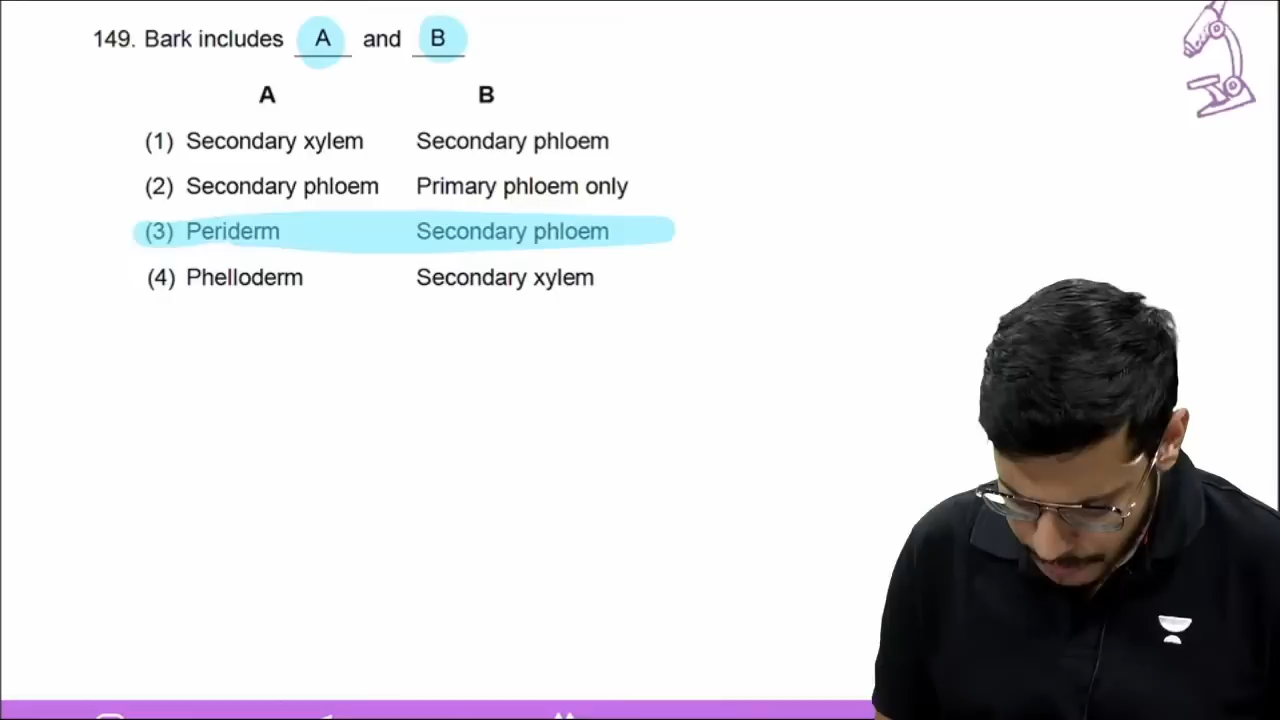 149. Bark includes A and B
A B
(1) Secondary xylem Secondary phloem
(2) Secondary phloem Primary phloem only
(3) Periderm Secondary phloem
(4) Phelloderm Secondary xylem